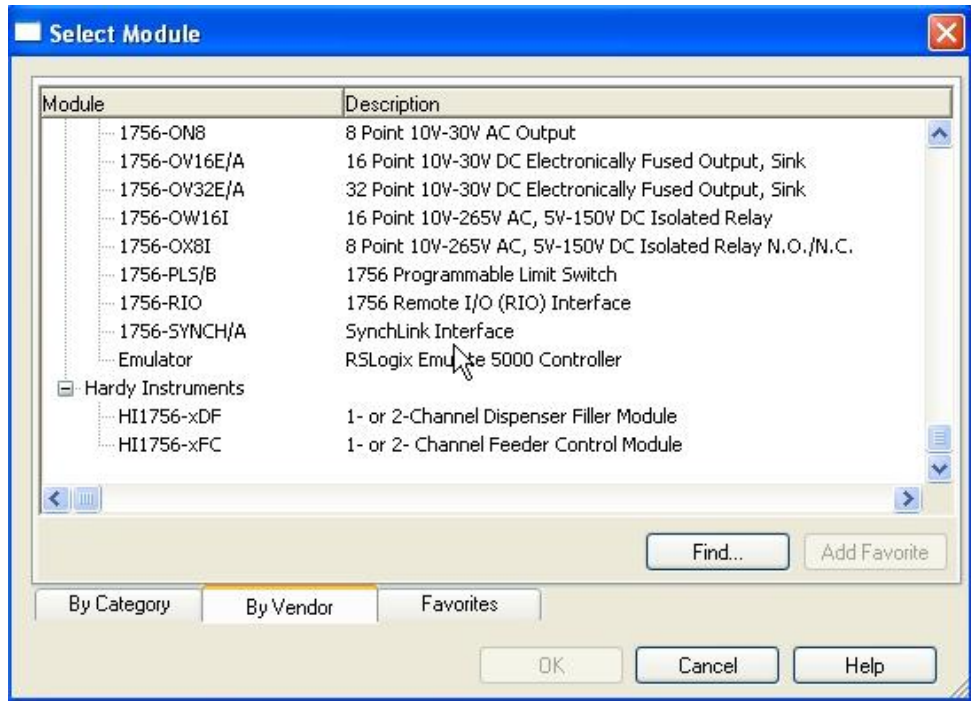 Select Module
Module Description
1756-ON8 8 Point 10V-30V AC Output
1756-OV16E/A 16 Point 10V-30V DC Electronically Fused Output, Sink
1756-OV32E/A 32 Point 10V-30V DC Electronically Fused Output, Sink
1756-OW16I 16 Point 10V-265V AC, 5V-150V DC Isolated Relay
1756-OX8I 8 Point 10V-265V AC, 5V-150V DC Isolated Relay N.O./N.C.
1756-PLS/B 1756 Programmable Limit Switch
1756-RIO 1756 Remote I/O (RIO) Interface
1756-SYNCH/A SynchLink Interface
Emulator RSLogix Emulate 5000 Controller
Hardy Instruments
HI1756-xDF 1- or 2-Channel Dispenser Filler Module
HI1756-xFC 1- or 2- Channel Feeder Control Module
Find... Add Favorite
By Category By Vendor Favorites
OK Cancel Help